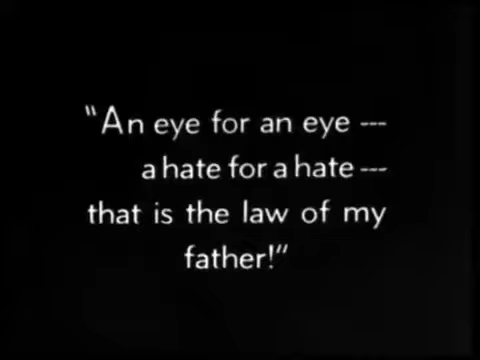 "An eye for an eye ---
a hate for a hate ---
that is the law of my
father!"